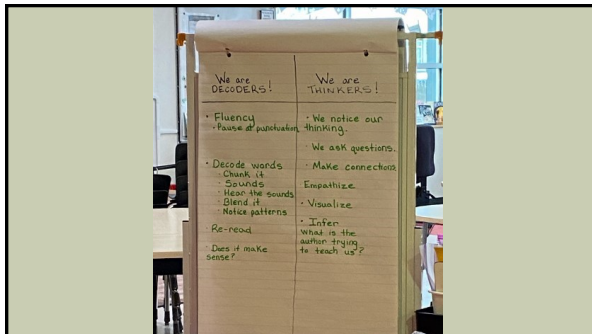 We are
DECODERS!
· Fluency
· Pause at punctuation
· Decode words
· Chunk it
· Sounds
· Hear the sounds
· Blend it
· Notice patterns
· Re-read
· Does it make
sense?
We are
THINKERS!
· We notice our
thinking.
· We ask questions.
· Make connections
Empathize
· Visualize
· Infer
What is the
author trying
to teach us?